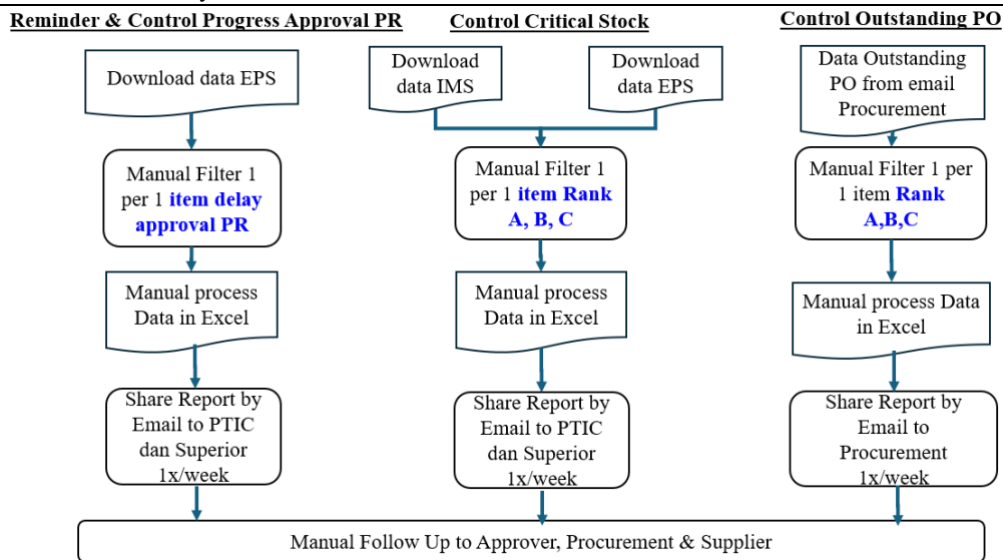 Reminder & Control Progress Approval PR
Download data EPS
Manual Filter 1
per 1 item delay
approval PR
Manual process
Data in Excel
Share Report by
Email to PTIC
dan Superior
1x/week
Control Critical Stock
Download
data IMS
Download
data EPS
Manual Filter 1
per 1 item Rank
A, B, C
Manual process
Data in Excel
Share Report by
Email to PTIC
dan Superior
1x/week
Control Outstanding PO
Data Outstanding
PO from email
Procurement
Manual Filter 1 per
1 item Rank
A,B,C
Manual process Data
in Excel
Share Report by
Email to
Procurement
1x/week
Manual Follow Up to Approver, Procurement & Supplier